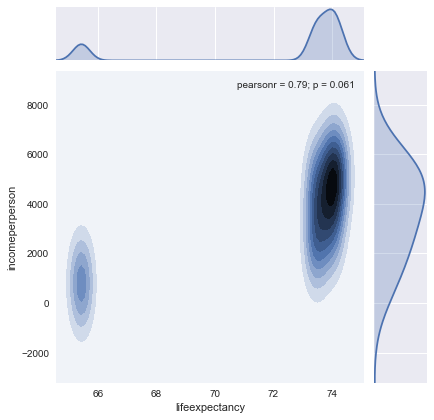 pearsonr = 0.79; p = 0.061
8000
6000
4000
2000
0
−2000
incomeperperson
66 68 70 72 74
lifeexpectancy